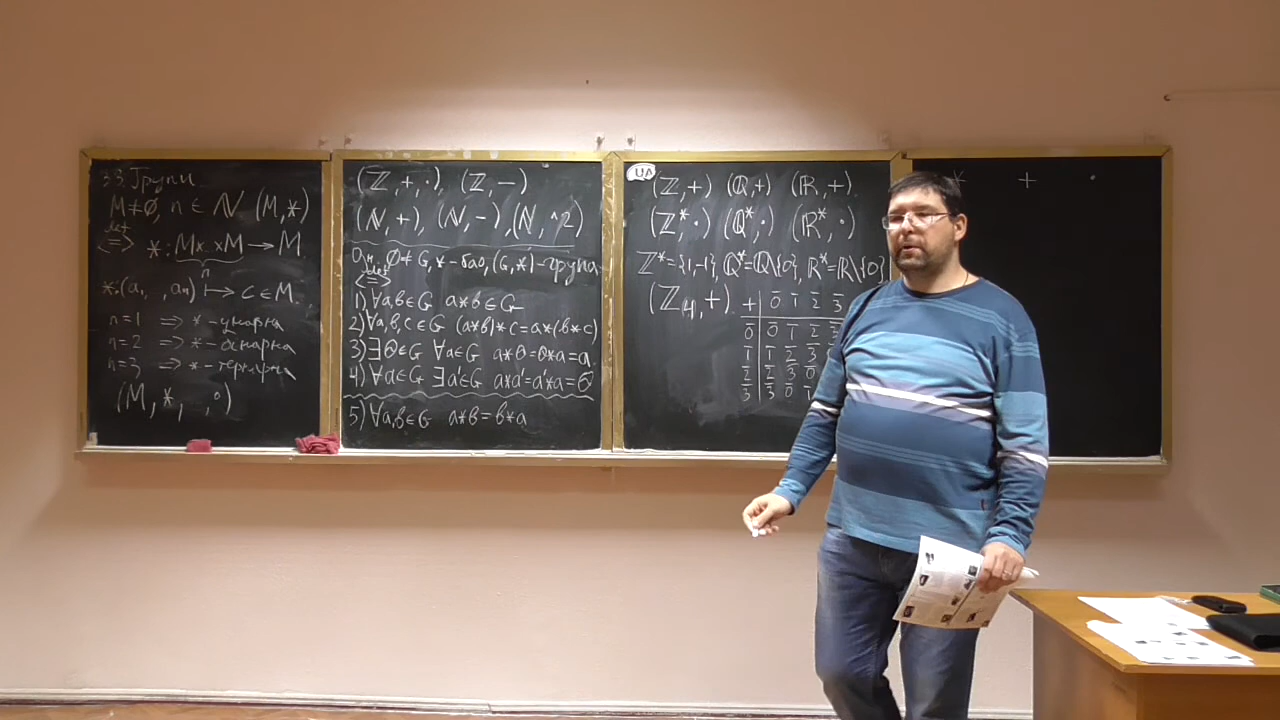 33. Групи
M≠∅, n ∈ ℕ (M,*)
def
<=> *: M×..×M → M
n
*:(a₁, ,aₙ) ↦ c ∈ M.
n=1 => * - унарна
n=2 => * - бінарна
n=3 => * - тернарна
(M, *, ,∘)
(ℤ,+,·), (ℤ,−)
(ℕ,+), (ℕ,−),(ℕ,^2)
Озн. ∅≠G, *-бао, (G,*)-група
def
<=>
1) ∀a,b∈G a*b∈G
2) ∀a,b,c∈G (a*b)*c=a*(b*c)
3) ∃Θ∈G ∀a∈G a*Θ=Θ*a=a
4) ∀a∈G ∃a'∈G a*a'=a'*a=Θ
5) ∀a,b∈G a*b=b*a
UA
(ℤ,+) (ℚ,+) (ℝ,+)
(ℤ*,·) (ℚ*,·) (ℝ*,·)
ℤ*={1,-1}, ℚ*=ℚ\{0}, ℝ*=ℝ\{0}
(ℤ₄,+) + 0̅ 1̅ 2̅ 3̅
0̅ 0̅ 1̅ 2̅ 3̅
1̅ 1̅ 2̅ 3̅
2̅ 2̅ 3̅ 0̅
3̅ 3̅ 0̅ 1̅
* + ·